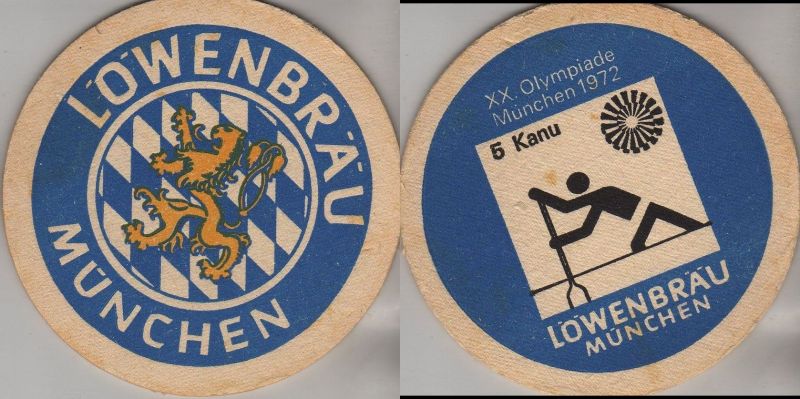 LÖWENBRÄU
MÜNCHEN
XX. Olympiade
München 1972
5 Kanu
LÖWENBRÄU
MÜNCHEN